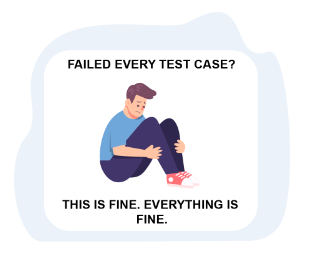 FAILED EVERY TEST CASE?
THIS IS FINE. EVERYTHING IS
FINE.